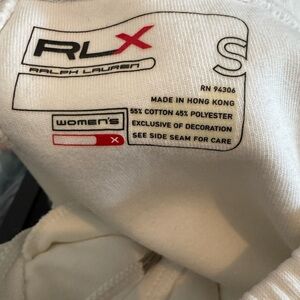 RLX
RALPH LAUREN
S
RN 94306
MADE IN HONG KONG
55% COTTON 45% POLYESTER
EXCLUSIVE OF DECORATION
SEE SIDE SEAM FOR CARE
WOMEN'S
X